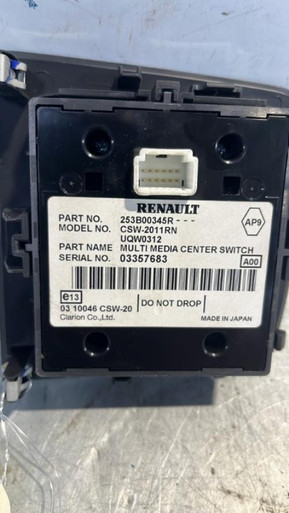 RENAULT
PART NO. 253B00345R - - -
MODEL NO. CSW-2011RN
UQW0312
AP9
PART NAME MULTI MEDIA CENTER SWITCH
SERIAL NO. 03357683
A00
e13
DO NOT DROP
03 10046 CSW-20
Clarion Co.,Ltd.
MADE IN JAPAN